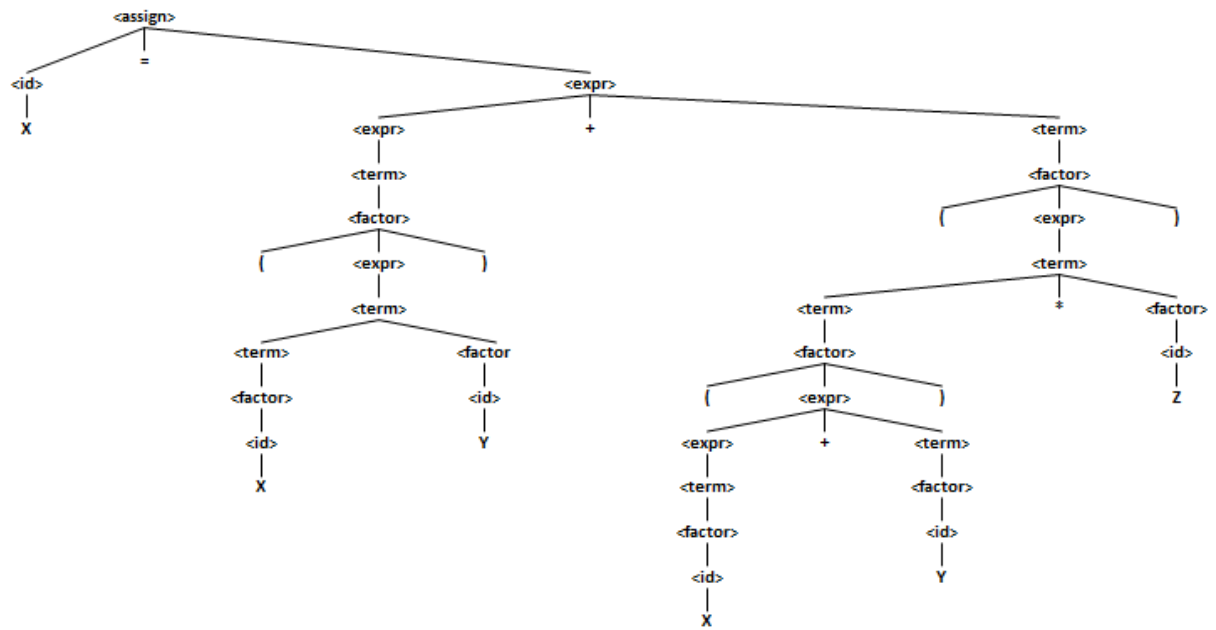 <assign>
=
<id> <expr>
X <expr> + <term>
<term> <factor>
<factor> ( <expr> )
( <expr> ) <term>
<term> <term> * <factor>
<term> <factor <factor> <id>
<factor> <id> ( <expr> ) Z
<id> Y <expr> + <term>
X <term> <factor>
<factor> <id>
<id> Y
X